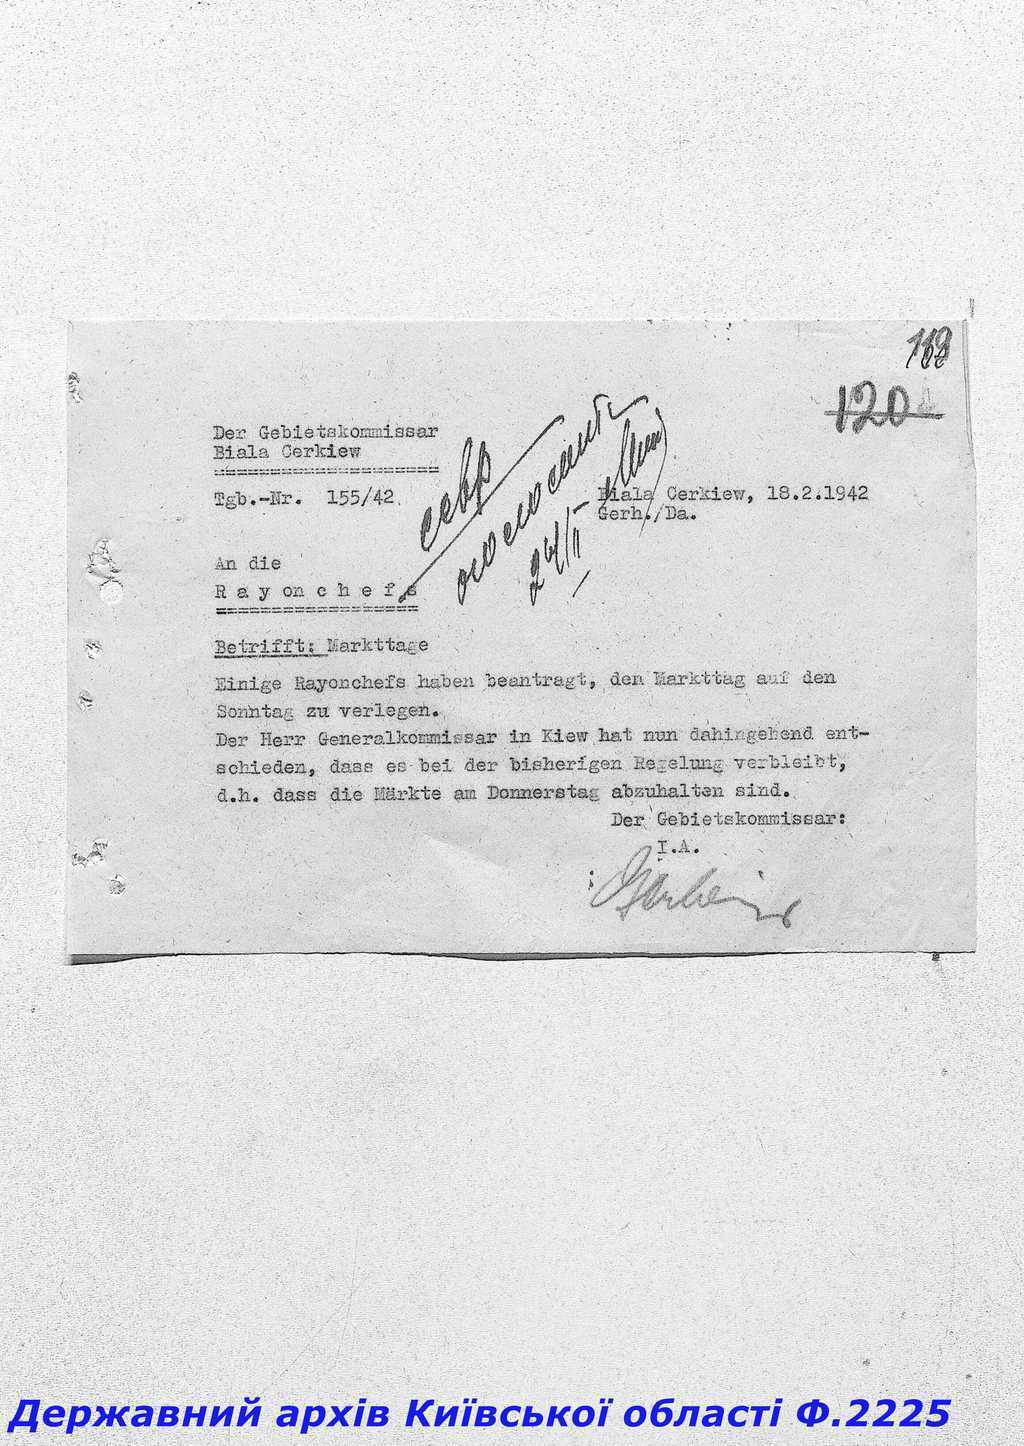 120
Der Gebietskommissar
Biala Cerkiew
Tgb.-Nr. 155/42.
Biala Cerkiew, 18.2.1942
Gerh./Da.
24/II
An die
Rayonchefs
Betrifft: Markttage
Einige Rayonchefs haben beantragt, den Markttag auf den
Sonntag zu verlegen.
Der Herr Generalkommissar in Kiew hat nun dahingehend ent-
schieden, dass es bei der bisherigen Regelung verbleibt,
d.h. dass die Märkte am Donnerstag abzuhalten sind.
Der Gebietskommissar:
I.A.
Державний архів Київської області Ф.2225